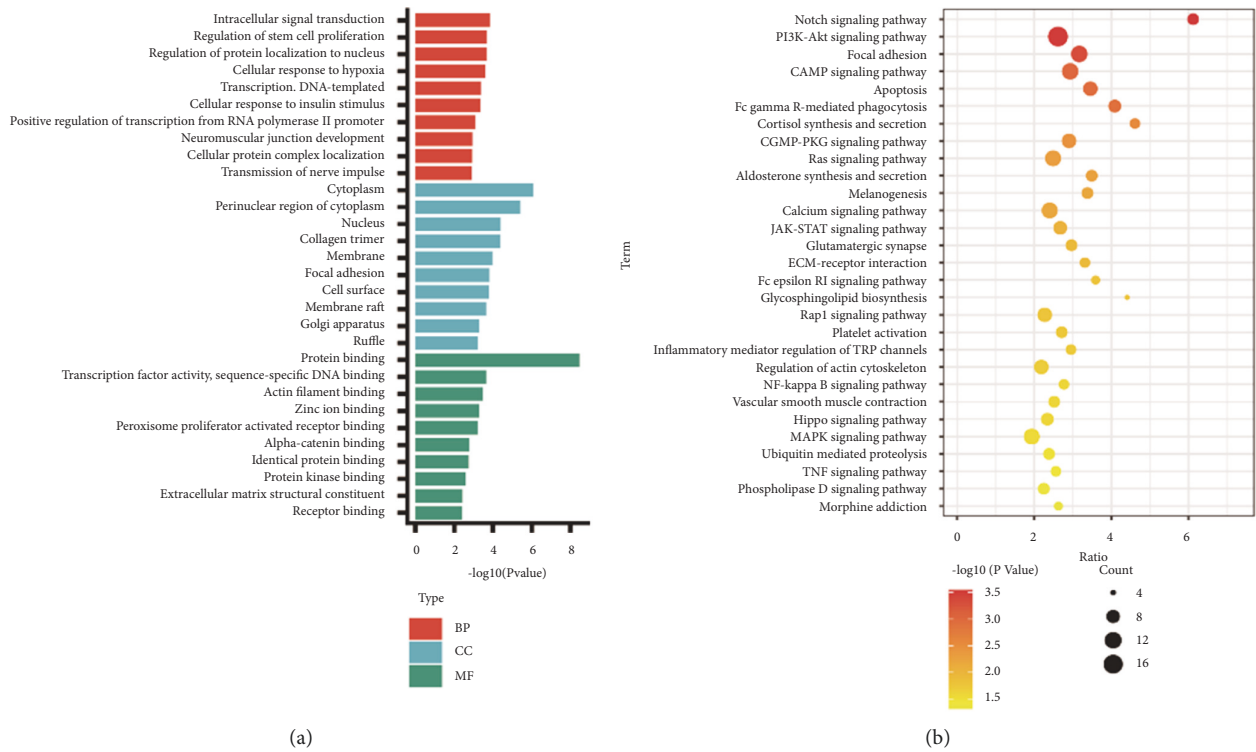 Intracellular signal transduction
Regulation of stem cell proliferation
Regulation of protein localization to nucleus
Cellular response to hypoxia
Transcription. DNA-templated
Cellular response to insulin stimulus
Positive regulation of transcription from RNA polymerase II promoter
Neuromuscular junction development
Cellular protein complex localization
Transmission of nerve impulse
Cytoplasm
Perinuclear region of cytoplasm
Nucleus
Collagen trimer
Membrane
Focal adhesion
Cell surface
Membrane raft
Golgi apparatus
Ruffle
Protein binding
Transcription factor activity, sequence-specific DNA binding
Actin filament binding
Zinc ion binding
Peroxisome proliferator activated receptor binding
Alpha-catenin binding
Identical protein binding
Protein kinase binding
Extracellular matrix structural constituent
Receptor binding
0 2 4 6 8
-log10(Pvalue)
Type
BP
CC
MF
(a)
Term
Notch signaling pathway
PI3K-Akt signaling pathway
Focal adhesion
CAMP signaling pathway
Apoptosis
Fc gamma R-mediated phagocytosis
Cortisol synthesis and secretion
CGMP-PKG signaling pathway
Ras signaling pathway
Aldosterone synthesis and secretion
Melanogenesis
Calcium signaling pathway
JAK-STAT signaling pathway
Glutamatergic synapse
ECM-receptor interaction
Fc epsilon RI signaling pathway
Glycosphingolipid biosynthesis
Rap1 signaling pathway
Platelet activation
Inflammatory mediator regulation of TRP channels
Regulation of actin cytoskeleton
NF-kappa B signaling pathway
Vascular smooth muscle contraction
Hippo signaling pathway
MAPK signaling pathway
Ubiquitin mediated proteolysis
TNF signaling pathway
Phospholipase D signaling pathway
Morphine addiction
0 2 4 6
Ratio
-log10 (P Value)
3.5
3.0
2.5
2.0
1.5
Count
4
8
12
16
(b)